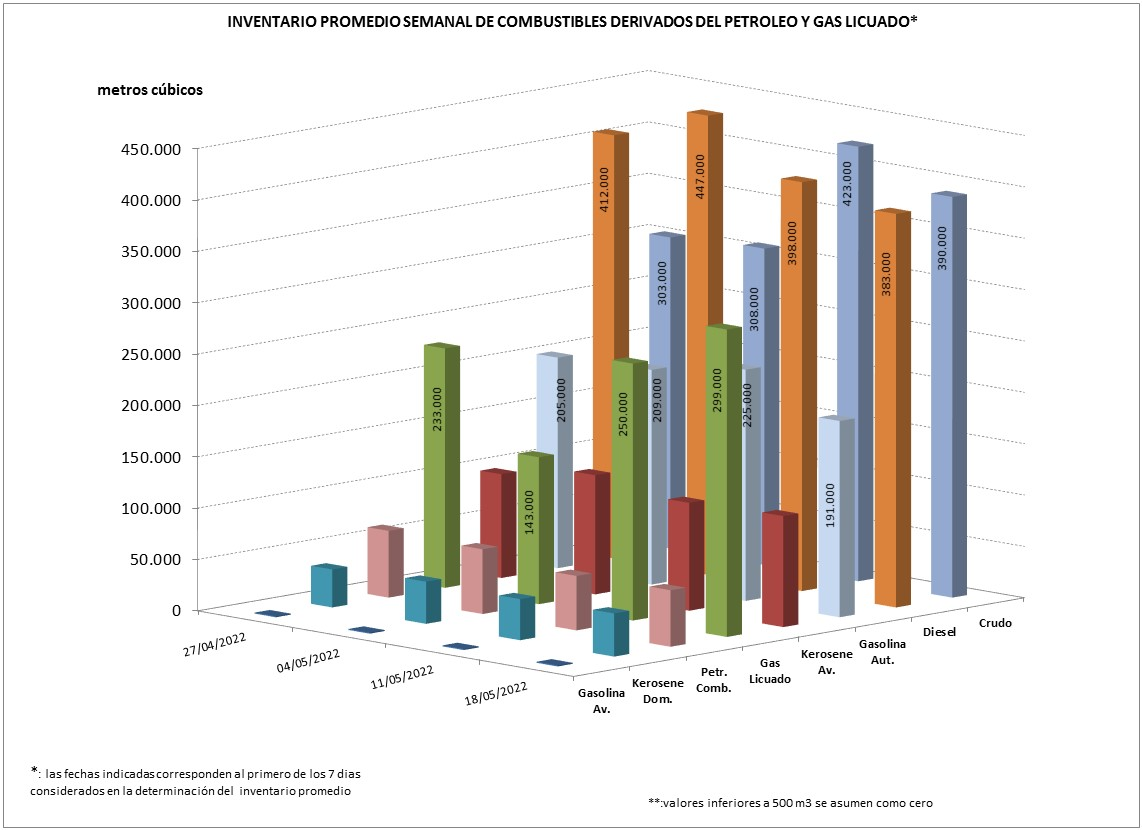 INVENTARIO PROMEDIO SEMANAL DE COMBUSTIBLES DERIVADOS DEL PETROLEO Y GAS LICUADO*
metros cúbicos
450.000
400.000
350.000
300.000
250.000
200.000
150.000
100.000
50.000
0
412.000
447.000
398.000
423.000
383.000
390.000
303.000
308.000
233.000
205.000
143.000
250.000
209.000
299.000
225.000
191.000
27/04/2022
04/05/2022
11/05/2022
18/05/2022
Gasolina
Av.
Kerosene
Dom.
Petr.
Comb.
Gas
Licuado
Kerosene
Av.
Gasolina
Aut.
Diesel
Crudo
*: las fechas indicadas corresponden al primero de los 7 dias
considerados en la determinación del inventario promedio
**:valores inferiores a 500 m3 se asumen como cero